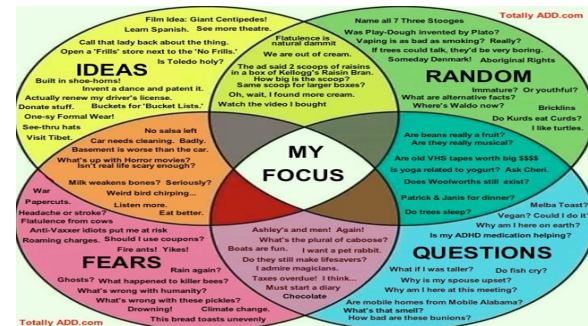 Totally ADD.com
Film Idea: Giant Centipedes!
Learn Spanish. See more theatre.
Call that lady back about the thing.
Open a 'Frills' store next to the "No Frills.'
Is Toledo holy?
IDEAS
Built in shoe-horns!
Invent a dance and patent it.
Actually renew my driver's license.
Donate stuff. Buckets for 'Bucket Lists.'
One-sy Formal Wear!
See-thru hats
Visit Tibet.
Flatulence is
natural dammit
We are out of cream.
The ad said 2 scoops of raisins
in a box of Kellogg's Raisin Bran.
How big is the scoop?
Same scoop for larger boxes?
Oh, wait, I found more cream.
Watch the video I bought
Name all 7 Three Stooges
Was Play-Dough invented by Plato?
Vaping is as bad as smoking? Really?
If trees could talk, they'd be very boring.
Someday Denmark! Aboriginal Rights
RANDOM
Immature? Or youthful?
What are alternative facts?
Where's Waldo now?
Bricklins
Do Kurds eat Curds?
I like turtles.
No salsa left
Car needs cleaning. Badly.
Basement is worse than the car.
What's up with Horror movies?
Isn't real life scary enough?
Milk weakens bones? Seriously?
Weird bird chirping...
Listen more.
Eat better.
MY
FOCUS
Are beans really a fruit?
Are they really musical?
Are old VHS tapes worth big $$$$
Is yoga related to yogurt? Ask Cheri.
Does Woolworths still exist?
Patrick & Janis for dinner?
Do trees sleep?
War
Papercuts.
Headache or stroke?
Flatulence from cows
Anti-Vaxxer idiots put me at risk
Roaming charges. Should I use coupons?
Fire ants! Yikes!
FEARS
Rain again?
Ghosts? What happened to killer bees?
What's wrong with humanity?
What's wrong with these pickles?
Drowning! Climate change.
This bread toasts unevenly
Ashley's and men! Again!
What's the plural of caboose?
Boats are fun. I want a pet rabbit.
Do they still make lifesavers?
I admire magicians.
Taxes overdue! I think...
Must start a diary
Chocolate
Melba Toast?
Vegan? Could I do it?
Why am I here on earth?
Is my ADHD medication helping?
QUESTIONS
What if I was taller? Do fish cry?
Why is my spouse upset?
Why am I here at this meeting?
Are mobile homes from Mobile Alabama?
What's that smell?
How bad are these bunions?
Totally ADD.com